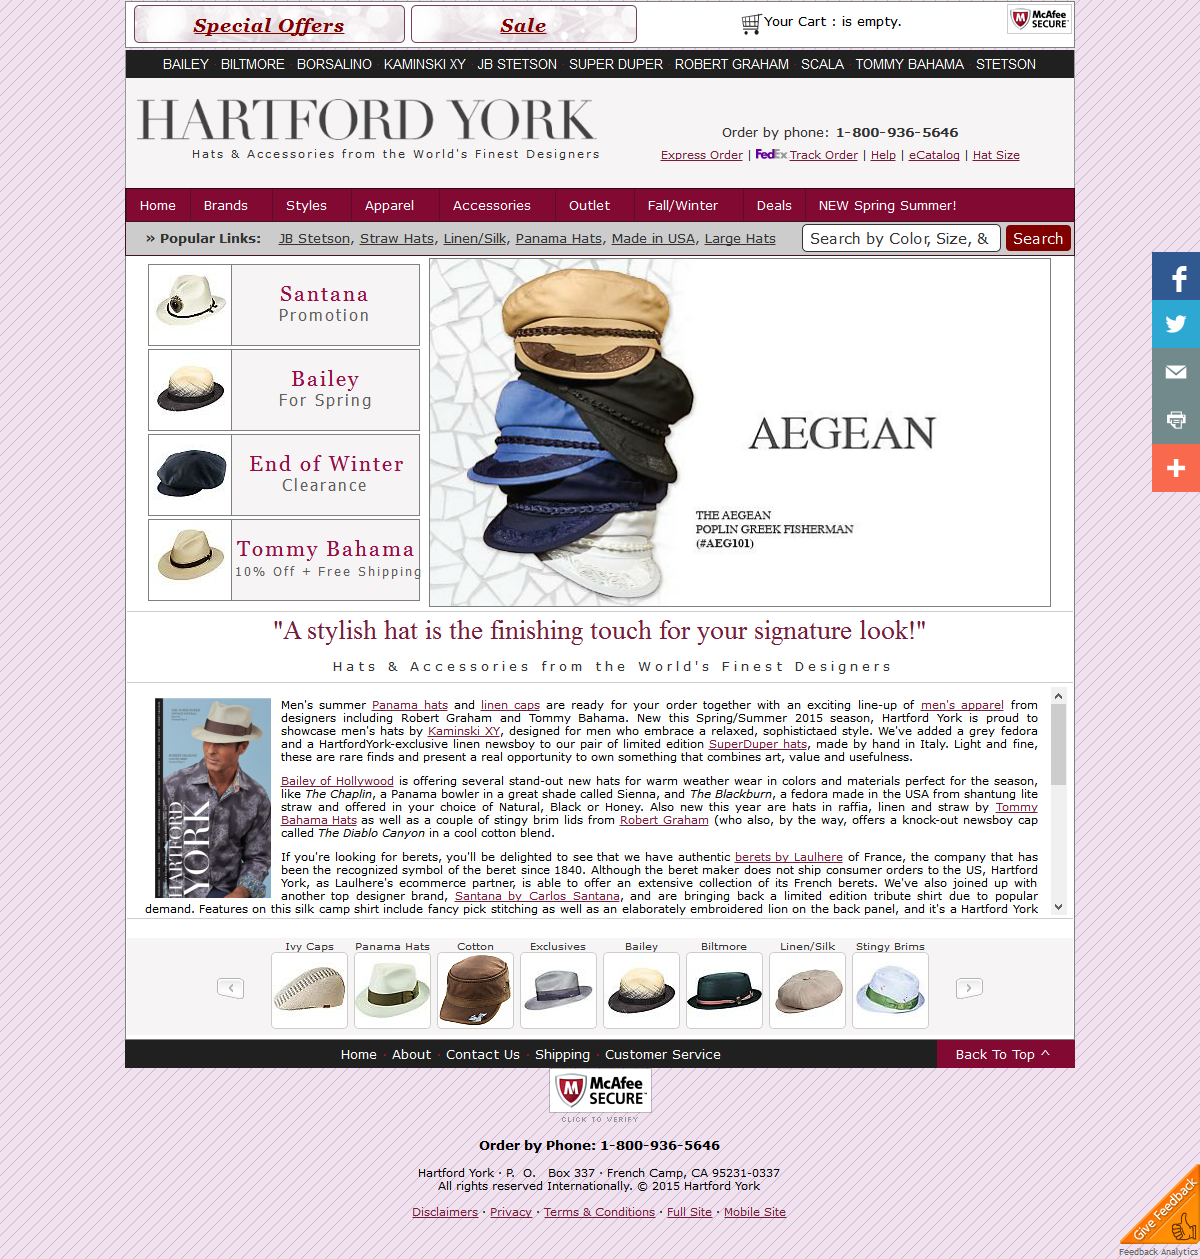 Special Offers
Sale
Your Cart : is empty.
McAfee
SECURE
BAILEY · BILTMORE · BORSALINO · KAMINSKI XY · JB STETSON · SUPER DUPER · ROBERT GRAHAM · SCALA · TOMMY BAHAMA · STETSON
HARTFORD YORK
Hats & Accessories from the World's Finest Designers
Order by phone: 1-800-936-5646
Express Order | FedEx Track Order | Help | eCatalog | Hat Size
Home Brands Styles Apparel Accessories Outlet Fall/Winter Deals NEW Spring Summer!
» Popular Links: JB Stetson, Straw Hats, Linen/Silk, Panama Hats, Made in USA, Large Hats
Search by Color, Size, &
Search
Santana
Promotion
Bailey
For Spring
End of Winter
Clearance
Tommy Bahama
10% Off + Free Shipping
AEGEAN
THE AEGEAN
POPLIN GREEK FISHERMAN
(#AEG101)
"A stylish hat is the finishing touch for your signature look!"
Hats & Accessories from the World's Finest Designers
HARTFORD
YORK
Men's summer Panama hats and linen caps are ready for your order together with an exciting line-up of men's apparel from
designers including Robert Graham and Tommy Bahama. New this Spring/Summer 2015 season, Hartford York is proud to
showcase men's hats by Kaminski XY, designed for men who embrace a relaxed, sophistictaed style. We've added a grey fedora
and a HartfordYork-exclusive linen newsboy to our pair of limited edition SuperDuper hats, made by hand in Italy. Light and fine,
these are rare finds and present a real opportunity to own something that combines art, value and usefulness.
Bailey of Hollywood is offering several stand-out new hats for warm weather wear in colors and materials perfect for the season,
like The Chaplin, a Panama bowler in a great shade called Sienna, and The Blackburn, a fedora made in the USA from shantung lite
straw and offered in your choice of Natural, Black or Honey. Also new this year are hats in raffia, linen and straw by Tommy
Bahama Hats as well as a couple of stingy brim lids from Robert Graham (who also, by the way, offers a knock-out newsboy cap
called The Diablo Canyon in a cool cotton blend.
If you're looking for berets, you'll be delighted to see that we have authentic berets by Laulhere of France, the company that has
been the recognized symbol of the beret since 1840. Although the beret maker does not ship consumer orders to the US, Hartford
York, as Laulhere's ecommerce partner, is able to offer an extensive collection of its French berets. We've also joined up with
another top designer brand, Santana by Carlos Santana, and are bringing back a limited edition tribute shirt due to popular
demand. Features on this silk camp shirt include fancy pick stitching as well as an elaborately embroidered lion on the back panel, and it's a Hartford York
Ivy Caps Panama Hats Cotton Exclusives Bailey Biltmore Linen/Silk Stingy Brims
Home · About · Contact Us · Shipping · Customer Service
Back To Top ^
McAfee
SECURE
CLICK TO VERIFY
Order by Phone: 1-800-936-5646
Hartford York · P. O. Box 337 · French Camp, CA 95231-0337
All rights reserved Internationally. © 2015 Hartford York
Disclaimers · Privacy · Terms & Conditions · Full Site · Mobile Site
Give Feedback
Feedback Analytics